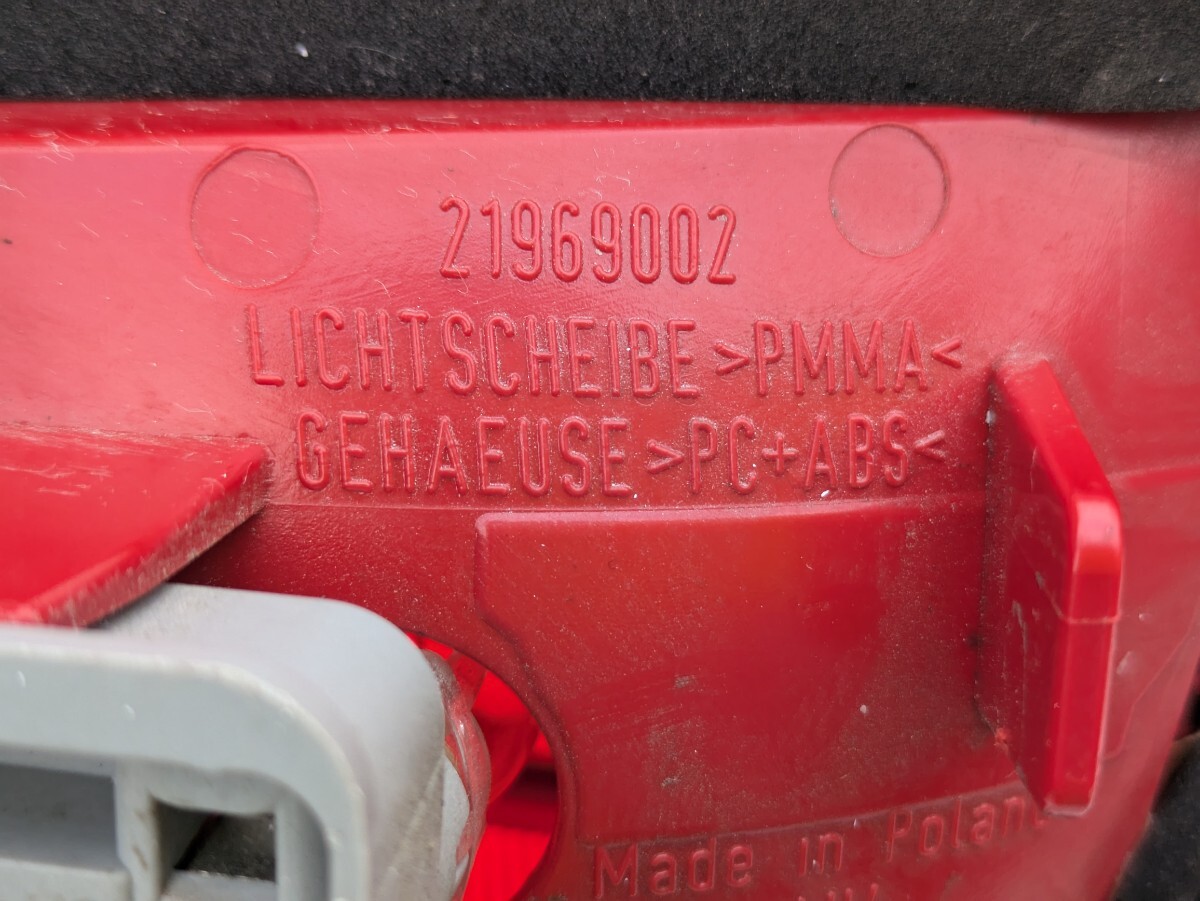 21969002
LICHTSCHEIBE >PMMA<
GEHAEUSE >PC+ABS<
Made in Poland